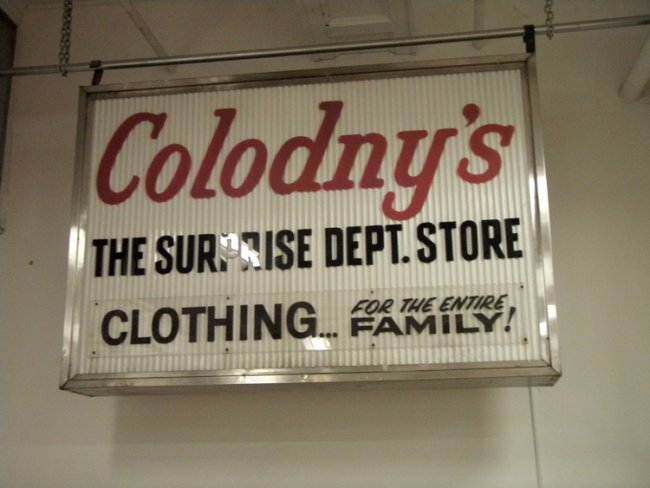 Colodny's
THE SURPRISE DEPT. STORE
CLOTHING... FOR THE ENTIRE
FAMILY!